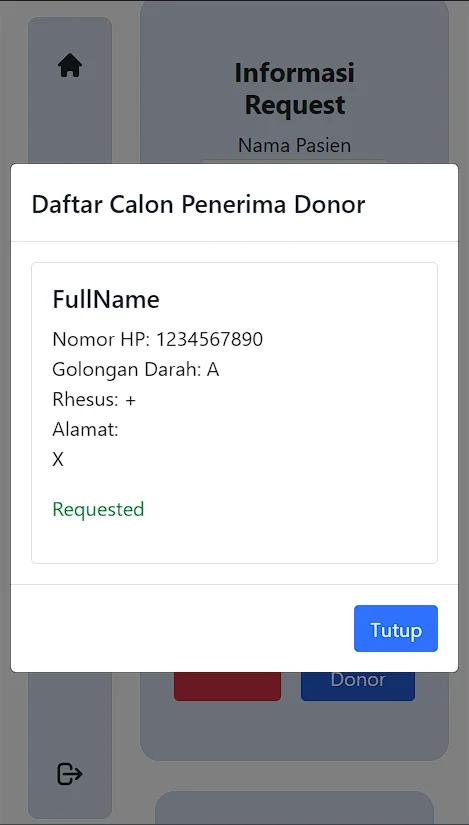 Informasi
Request
Nama Pasien
Daftar Calon Penerima Donor
FullName
Nomor HP: 1234567890
Golongan Darah: A
Rhesus: +
Alamat:
X
Requested
Tutup
Donor